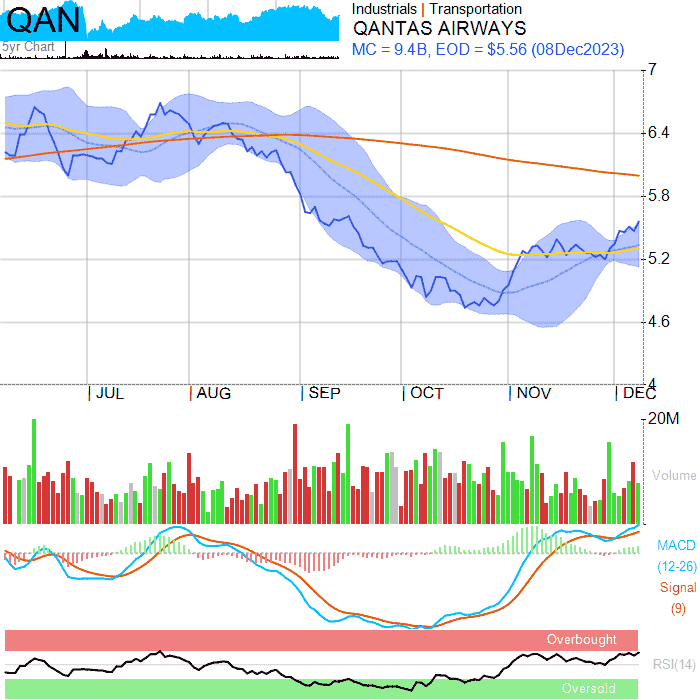 QAN
5yr Chart
Industrials | Transportation
QANTAS AIRWAYS
MC = 9.4B, EOD = $5.56 (08Dec2023)
7
6.4
5.8
5.2
4.6
4
JUL AUG SEP OCT NOV DEC
20M
Volume
MACD
(12-26)
Signal
(9)
Overbought
RSI(14)
Oversold